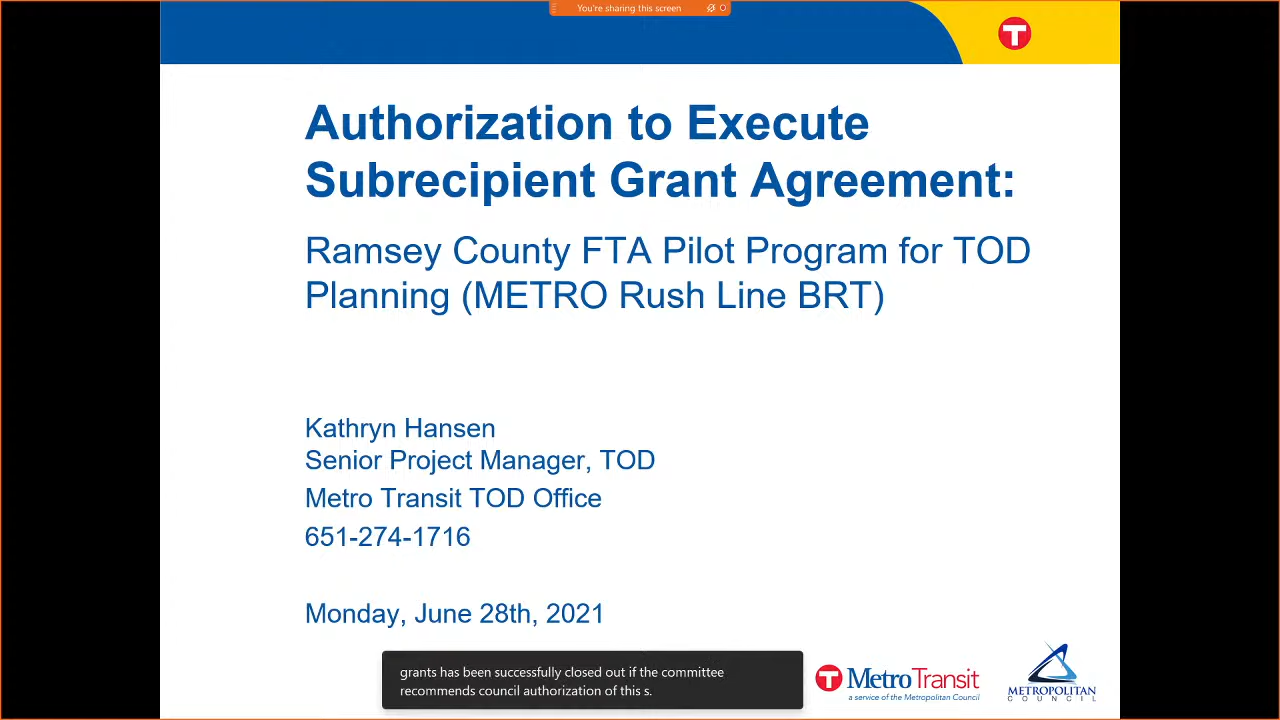 You're sharing this screen
T
Authorization to Execute
Subrecipient Grant Agreement:
Ramsey County FTA Pilot Program for TOD
Planning (METRO Rush Line BRT)
Kathryn Hansen
Senior Project Manager, TOD
Metro Transit TOD Office
651-274-1716
Monday, June 28th, 2021
grants has been successfully closed out if the committee
recommends council authorization of this s.
T MetroTransit
a service of the Metropolitan Council
METROPOLITAN
COUNCIL